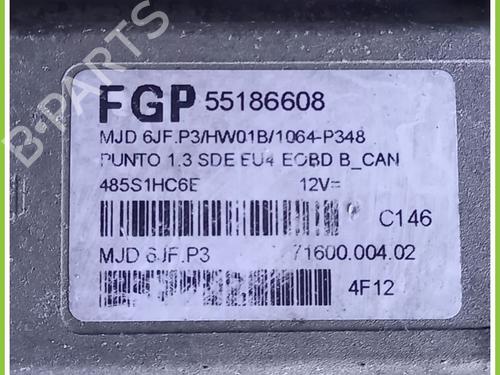 B-PARTS
FGP 55186608
MJD 6JF.P3/HW01B/1064-P348
PUNTO 1.3 SDE EU4 EOBD B_CAN
485S1HC6E 12V=
C146
MJD 6JF.P3 71600.004.02
4F12